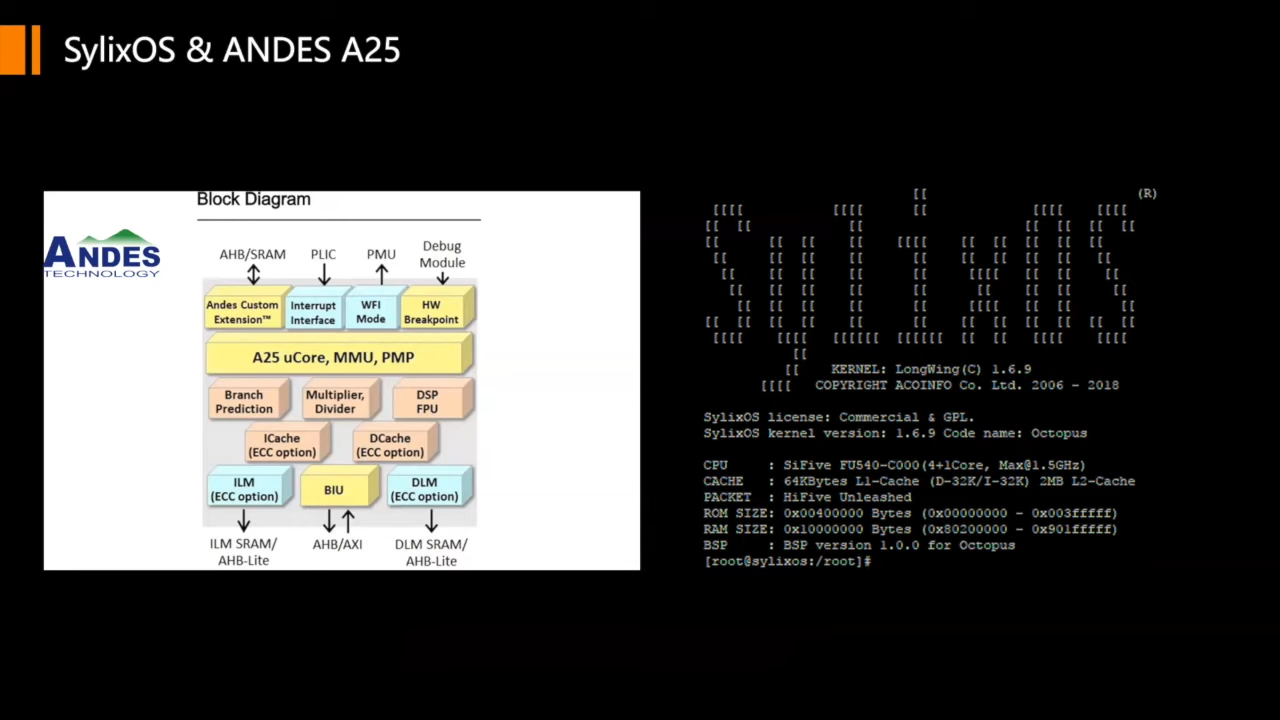 SylixOS & ANDES A25
Block Diagram
ANDES
TECHNOLOGY
AHB/SRAM
PLIC
PMU
Debug
Module
Andes Custom
Extension™
Interrupt
Interface
WFI
Mode
HW
Breakpoint
A25 uCore, MMU, PMP
Branch
Prediction
Multiplier,
Divider
DSP
FPU
ICache
(ECC option)
DCache
(ECC option)
ILM
(ECC option)
BIU
DLM
(ECC option)
ILM SRAM/
AHB-Lite
AHB/AXI
DLM SRAM/
AHB-Lite
SylixOS
(R)
KERNEL: LongWing(C) 1.6.9
COPYRIGHT ACOINFO Co. Ltd. 2006 - 2018
SylixOS license: Commercial & GPL.
SylixOS kernel version: 1.6.9 Code name: Octopus
CPU : SiFive FU540-C000(4+1Core, Max@1.5GHz)
CACHE : 64KBytes L1-Cache (D-32K/I-32K) 2MB L2-Cache
PACKET : HiFive Unleashed
ROM SIZE: 0x00400000 Bytes (0x00000000 - 0x003fffff)
RAM SIZE: 0x10000000 Bytes (0x80200000 - 0x901fffff)
BSP : BSP version 1.0.0 for Octopus
[root@sylixos:/root]#